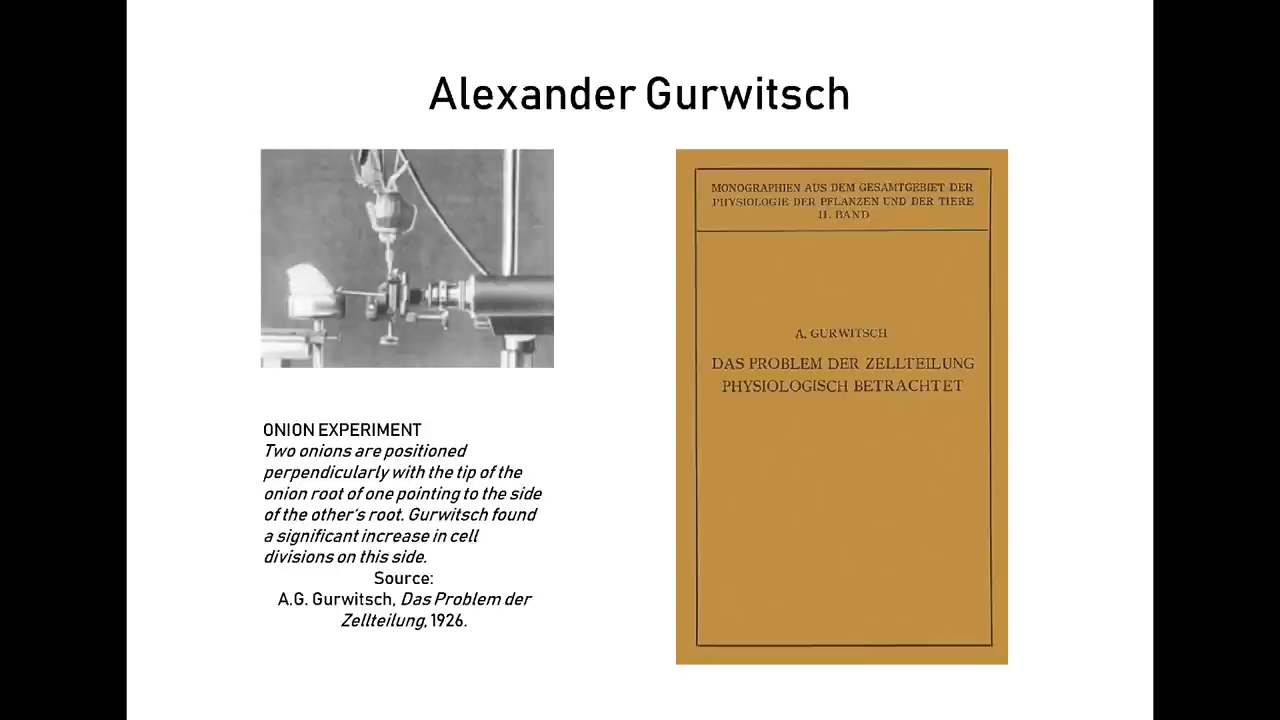 Alexander Gurwitsch
ONION EXPERIMENT
Two onions are positioned
perpendicularly with the tip of the
onion root of one pointing to the side
of the other's root. Gurwitsch found
a significant increase in cell
divisions on this side.
Source:
A.G. Gurwitsch, Das Problem der
Zellteilung, 1926.
MONOGRAPHIEN AUS DEM GESAMTGEBIET DER
PHYSIOLOGIE DER PFLANZEN UND DER TIERE
II. BAND
A. GURWITSCH
DAS PROBLEM DER ZELLTEILUNG
PHYSIOLOGISCH BETRACHTET